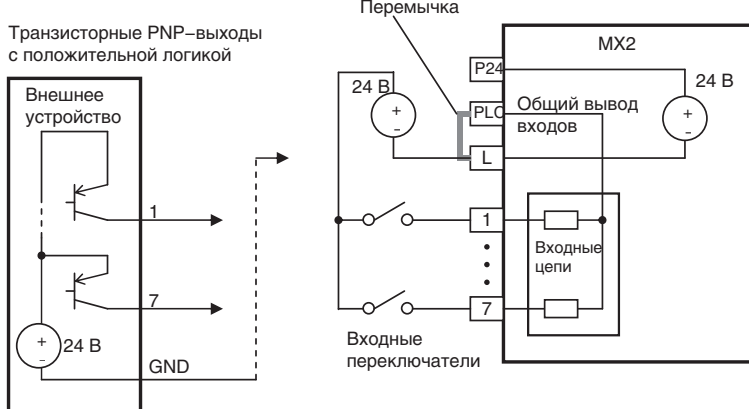 Перемычка
Транзисторные PNP–выходы
с положительной логикой
MX2
P24
24 В
24 В
Внешнее
устройство
+
-
PLC
Общий вывод
входов
+
-
L
1
1
Входные
цепи
7
7
+
-
24 В
GND
Входные
переключатели